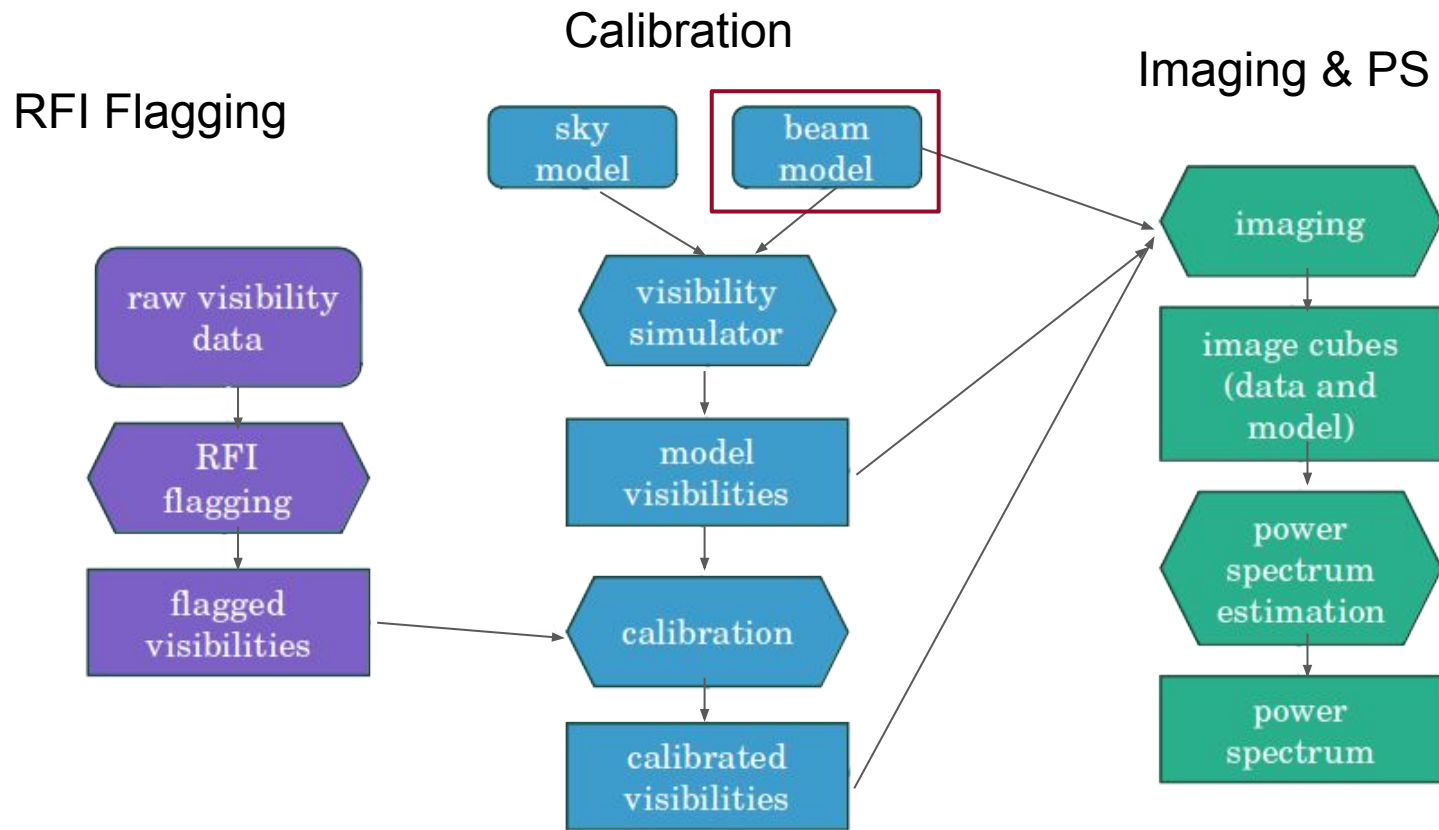 Calibration
Imaging & PS
RFI Flagging
sky
model
beam
model
raw visibility
data
RFI
flagging
flagged
visibilities
visibility
simulator
model
visibilities
calibration
calibrated
visibilities
imaging
image cubes
(data and
model)
power
spectrum
estimation
power
spectrum